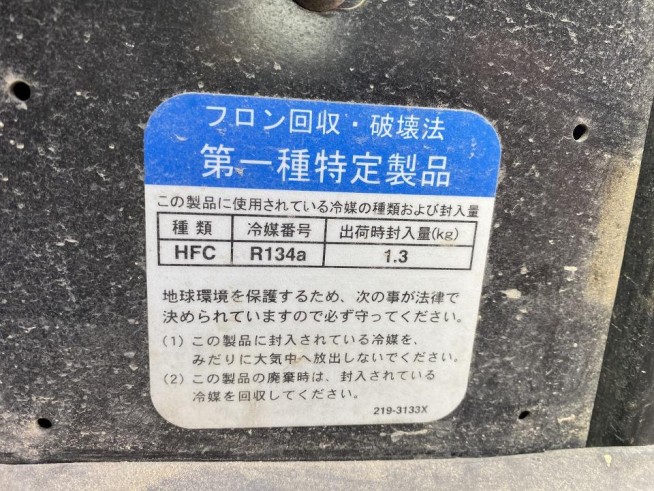 フロン回収・破壊法
第一種特定製品
この製品に使用されている冷媒の種類および封入量
種類 冷媒番号 出荷時封入量(kg)
HFC R134a 1.3
地球環境を保護するため、次の事が法律で
決められていますので必ず守ってください。
(1) この製品に封入されている冷媒を、
みだりに大気中へ放出しないでください。
(2) この製品の廃棄時は、封入されている
冷媒を回収してください。
219-3133X